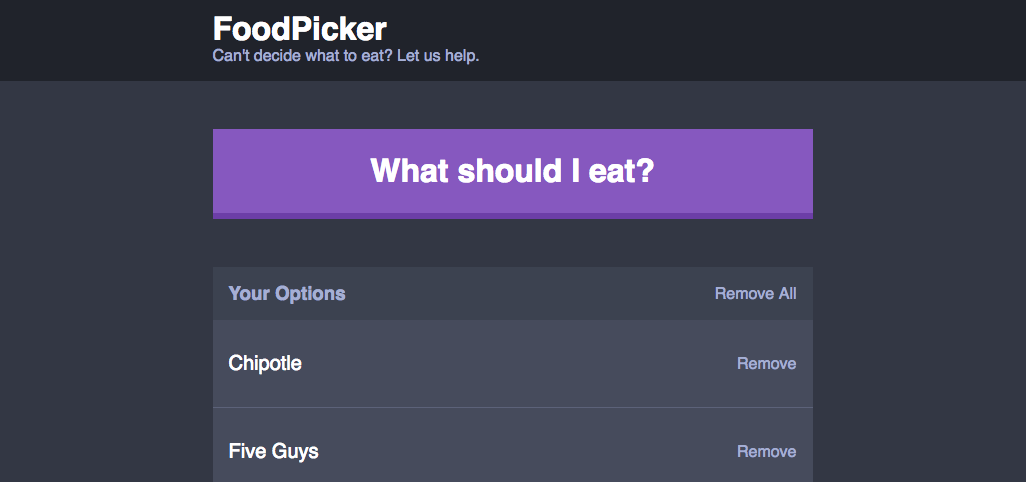 FoodPicker
Can't decide what to eat? Let us help.
What should I eat?
Your Options Remove All
Chipotle Remove
Five Guys Remove